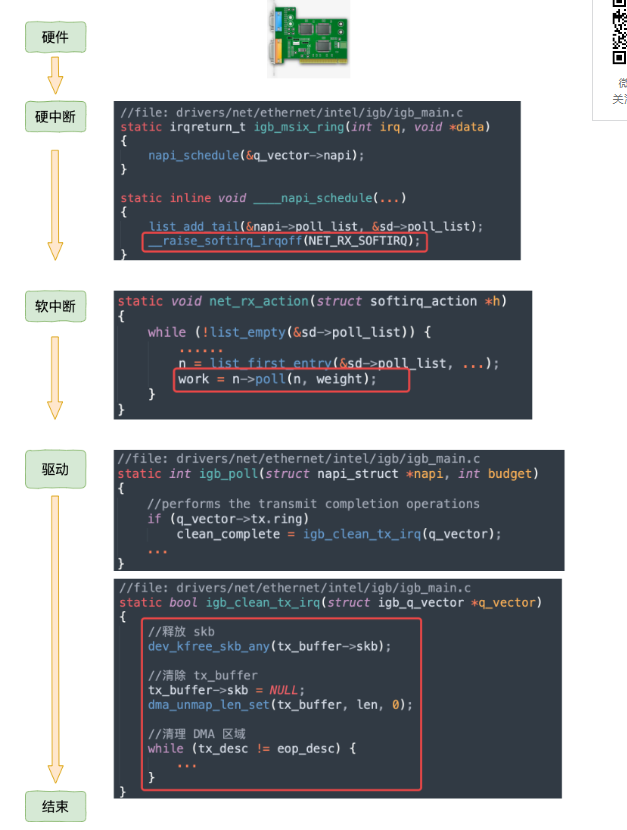 硬件
微
关注
硬中断
//file: drivers/net/ethernet/intel/igb/igb_main.c
static irqreturn_t igb_msix_ring(int irq, void *data)
{
napi_schedule(&q_vector->napi);
}
static inline void ____napi_schedule(...)
{
list_add_tail(&napi->poll_list, &sd->poll_list);
__raise_softirq_irqoff(NET_RX_SOFTIRQ);
}
软中断
static void net_rx_action(struct softirq_action *h)
{
while (!list_empty(&sd->poll_list)) {
......
n = list_first_entry(&sd->poll_list, ...);
work = n->poll(n, weight);
}
}
驱动
//file: drivers/net/ethernet/intel/igb/igb_main.c
static int igb_poll(struct napi_struct *napi, int budget)
{
//performs the transmit completion operations
if (q_vector->tx.ring)
clean_complete = igb_clean_tx_irq(q_vector);
...
}
//file: drivers/net/ethernet/intel/igb/igb_main.c
static bool igb_clean_tx_irq(struct igb_q_vector *q_vector)
{
//释放 skb
dev_kfree_skb_any(tx_buffer->skb);
//清除 tx_buffer
tx_buffer->skb = NULL;
dma_unmap_len_set(tx_buffer, len, 0);
//清理 DMA 区域
while (tx_desc != eop_desc) {
...
}
}
结束